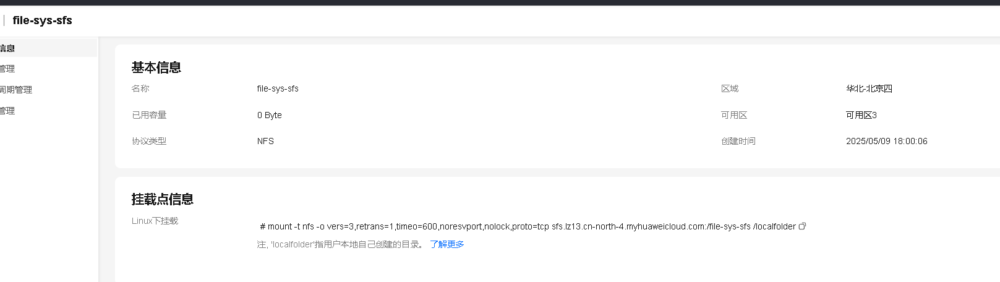 file-sys-sfs
信息
管理
周期管理
管理
基本信息
名称 file-sys-sfs 区域 华北-北京四
已用容量 0 Byte 可用区 可用区3
协议类型 NFS 创建时间 2025/05/09 18:00:06
挂载点信息
Linux下挂载 # mount -t nfs -o vers=3,retrans=1,timeo=600,noresvport,nolock,proto=tcp sfs.lz13.cn-north-4.myhuaweicloud.com:/file-sys-sfs /localfolder
注, 'localfolder'指用户本地自己创建的目录。 了解更多